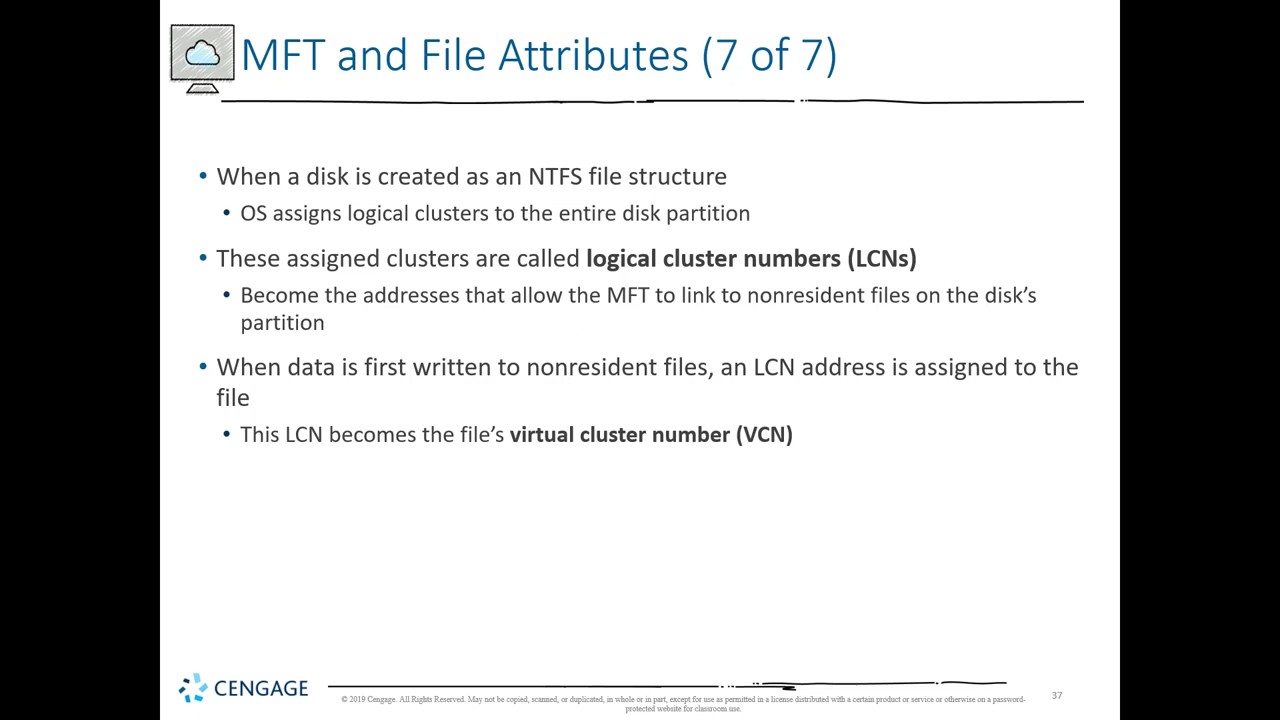 MFT and File Attributes (7 of 7)
• When a disk is created as an NTFS file structure
• OS assigns logical clusters to the entire disk partition
• These assigned clusters are called logical cluster numbers (LCNs)
• Become the addresses that allow the MFT to link to nonresident files on the disk’s
partition
• When data is first written to nonresident files, an LCN address is assigned to the
file
• This LCN becomes the file’s virtual cluster number (VCN)
CENGAGE
© 2019 Cengage. All Rights Reserved. May not be copied, scanned, or duplicated, in whole or in part, except for use as permitted in a license distributed with a certain product or service or otherwise on a password-
protected website for classroom use.
37